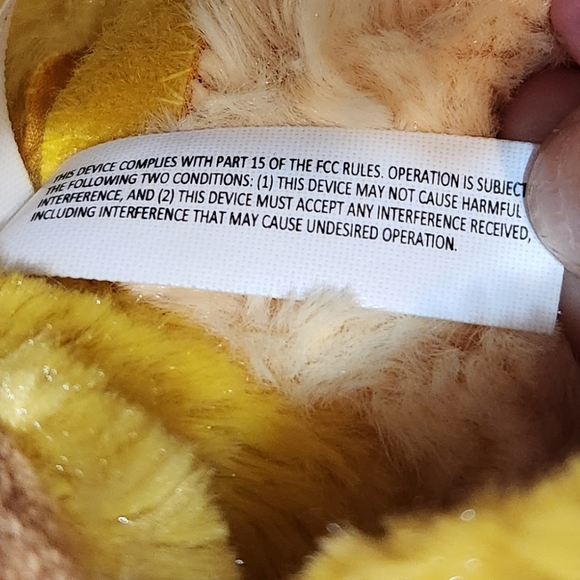 THIS DEVICE COMPLIES WITH PART 15 OF THE FCC RULES. OPERATION IS SUBJECT
THE FOLLOWING TWO CONDITIONS: (1) THIS DEVICE MAY NOT CAUSE HARMFUL
INTERFERENCE, AND (2) THIS DEVICE MUST ACCEPT ANY INTERFERENCE RECEIVED,
INCLUDING INTERFERENCE THAT MAY CAUSE UNDESIRED OPERATION.